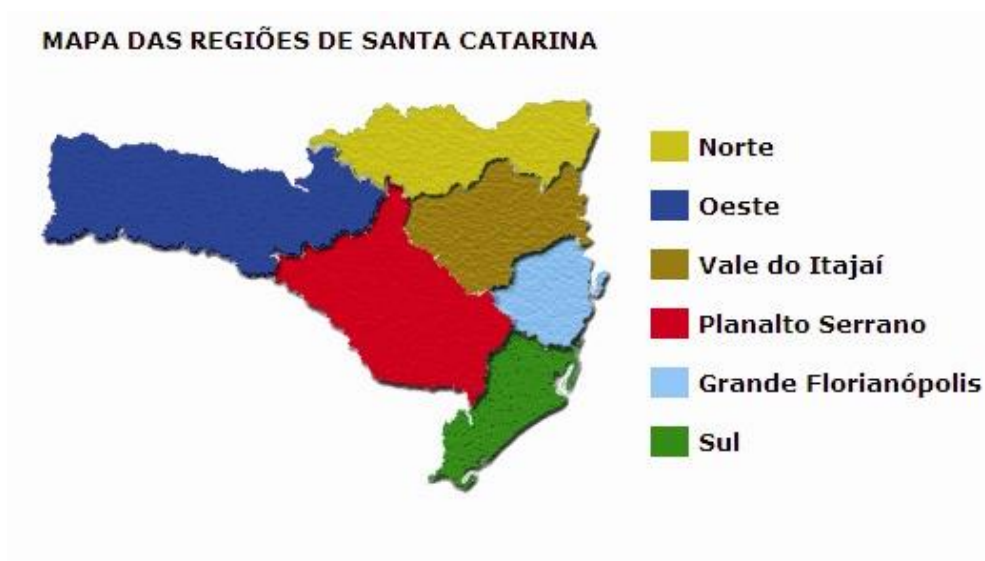 MAPA DAS REGIÕES DE SANTA CATARINA
Norte
Oeste
Vale do Itajaí
Planalto Serrano
Grande Florianópolis
Sul